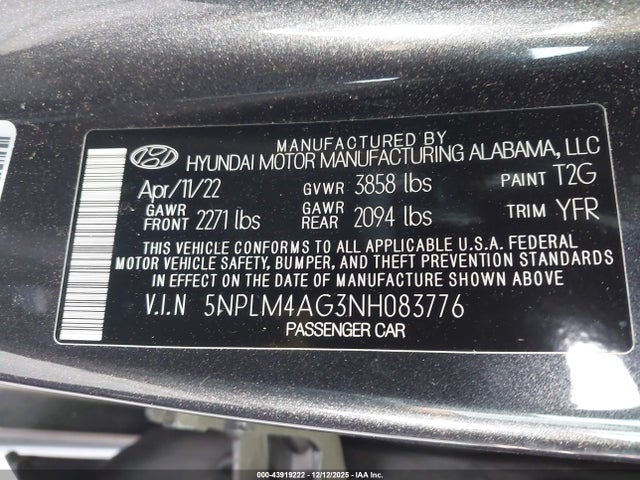 MANUFACTURED BY
HYUNDAI MOTOR MANUFACTURING ALABAMA, LLC
Apr/11/22 GVWR 3858 lbs PAINT T2G
GAWR FRONT 2271 lbs GAWR REAR 2094 lbs TRIM YFR
THIS VEHICLE CONFORMS TO ALL APPLICABLE U.S.A. FEDERAL
MOTOR VEHICLE SAFETY, BUMPER, AND THEFT PREVENTION STANDARDS
IN EFFECT ON THE DATE OF MANUFACTURE SHOWN ABOVE
V.I.N 5NPLM4AG3NH083776
PASSENGER CAR
000-43919222 - 12/12/2025 - IAA Inc.